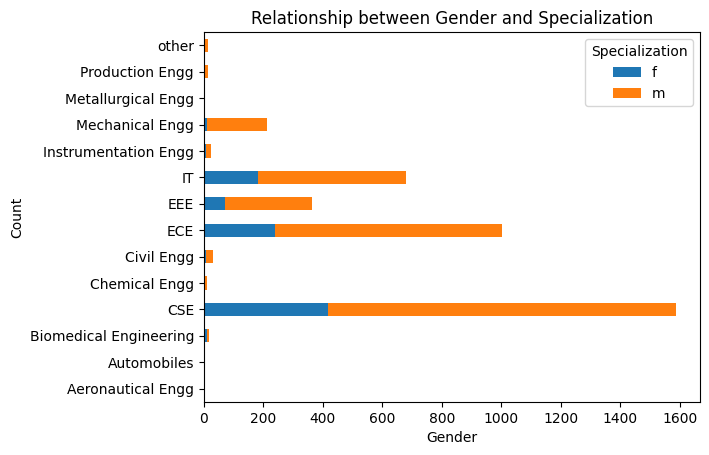 Relationship between Gender and Specialization
Specialization
f
m
Count
other
Production Engg
Metallurgical Engg
Mechanical Engg
Instrumentation Engg
IT
EEE
ECE
Civil Engg
Chemical Engg
CSE
Biomedical Engineering
Automobiles
Aeronautical Engg
0 200 400 600 800 1000 1200 1400 1600
Gender